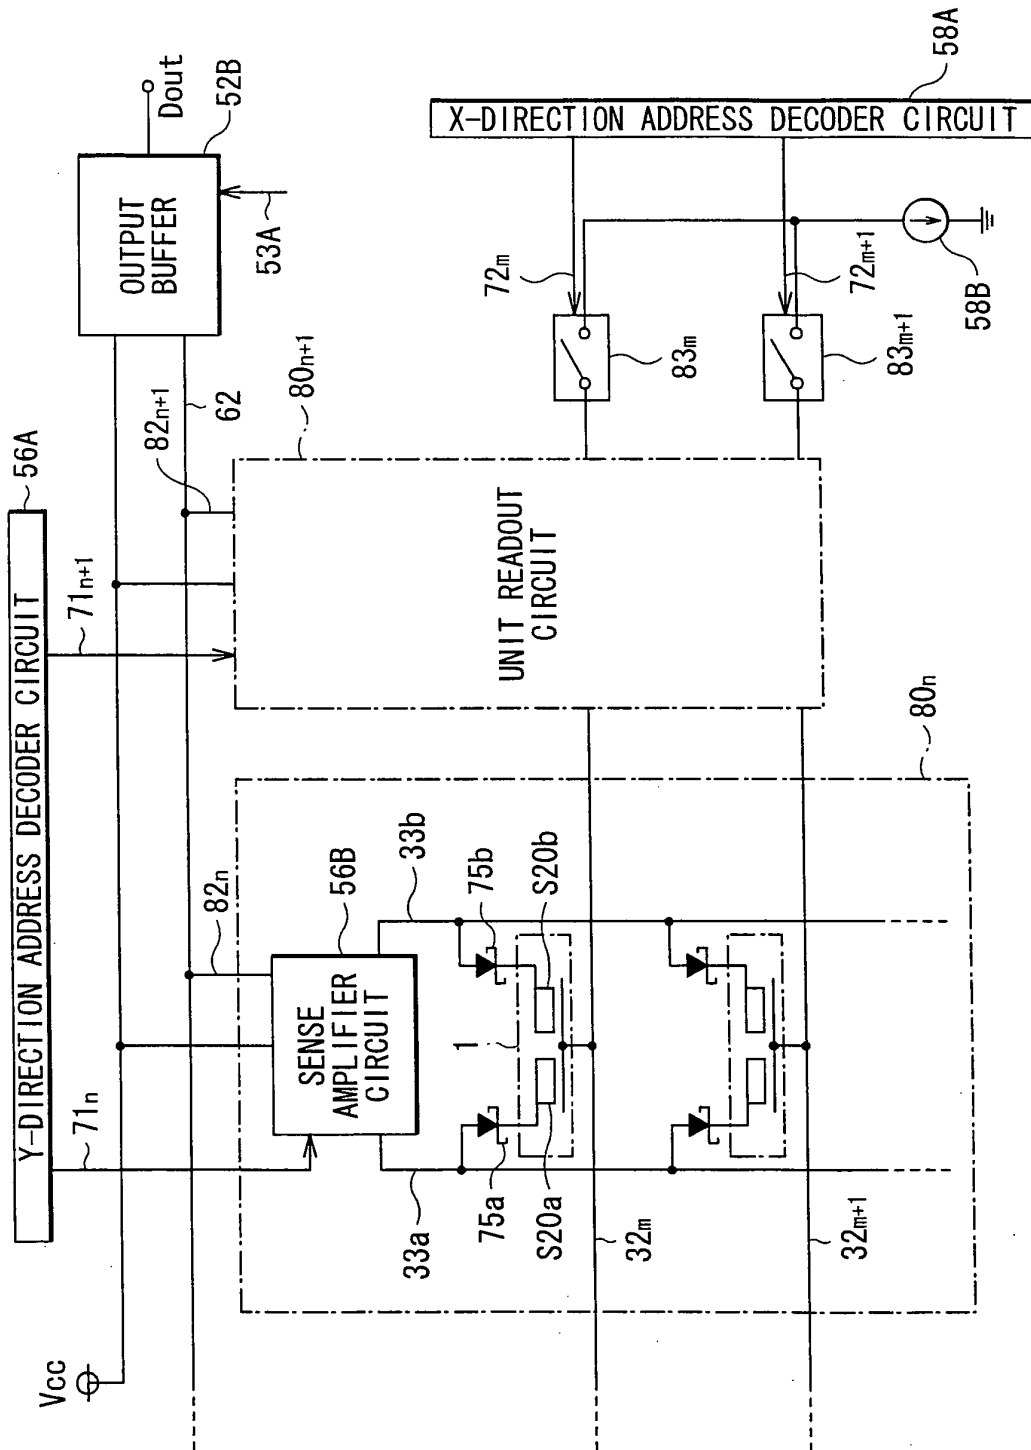 Vcc
Y-DIRECTION ADDRESS DECODER CIRCUIT
56A
71n
71n+1
82n
82n+1
62
OUTPUT
BUFFER
Dout
52B
53A
SENSE
AMPLIFIER
CIRCUIT
56B
33a
33b
75a
75b
1
S20a
S20b
32m
32m+1
80n
UNIT READOUT
CIRCUIT
80n+1
72m
83m
72m+1
83m+1
58B
X-DIRECTION ADDRESS DECODER CIRCUIT
58A